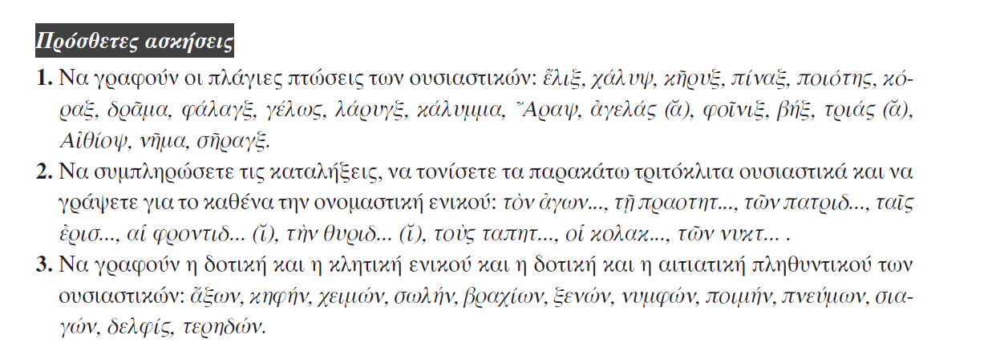 Πρόσθετες ασκήσεις
1. Να γραφούν οι πλάγιες πτώσεις των ουσιαστικών: ἕλιξ, χάλυψ, κῆρυξ, πίναξ, ποιότης, κό-
ραξ, δρᾶμα, φάλαγξ, γέλως, λάρυγξ, κάλυμμα, Ἄραψ, ἀγελάς (ᾰ), φοῖνιξ, βήξ, τριάς (ᾰ),
Αἰθίοψ, νῆμα, σῆραγξ.
2. Να συμπληρώσετε τις καταλήξεις, να τονίσετε τα παρακάτω τριτόκλιτα ουσιαστικά και να
γράψετε για το καθένα την ονομαστική ενικού: τὸν ἀγων..., τῇ πραοτητ..., τῶν πατριδ..., ταῖς
ἐρισ..., αἱ φροντιδ... (ῐ), τὴν θυριδ... (ῐ), τοὺς ταπητ..., οἱ κολακ..., τῶν νυκτ... .
3. Να γραφούν η δοτική και η κλητική ενικού και η δοτική και η αιτιατική πληθυντικού των
ουσιαστικών: ἄξων, κηφήν, χειμών, σωλήν, βραχίων, ξενών, νυμφών, ποιμήν, πνεύμων, σια-
γών, δελφίς, τερηδών.